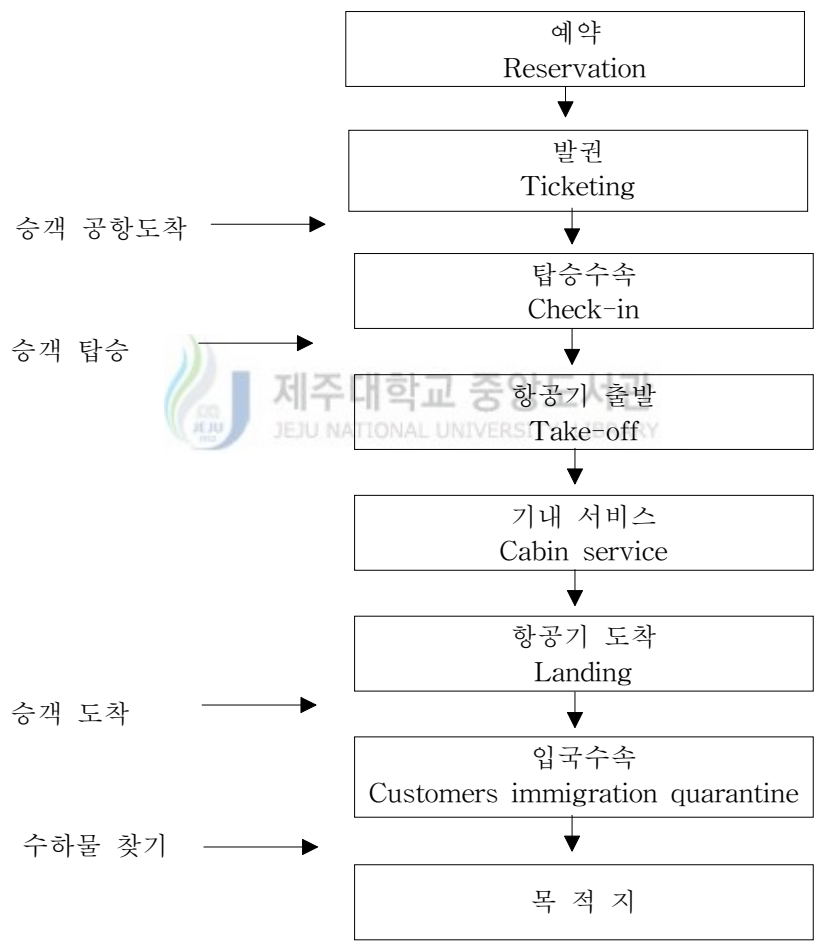 예약
Reservation
발권
Ticketing
승객 공항도착
탑승수속
Check-in
승객 탑승
제주대학교 중앙도서관
JEJU NATIONAL UNIVERSITY LIBRARY
JEJU
1952
항공기 출발
Take-off
기내 서비스
Cabin service
항공기 도착
Landing
승객 도착
입국수속
Customers immigration quarantine
수하물 찾기
목 적 지